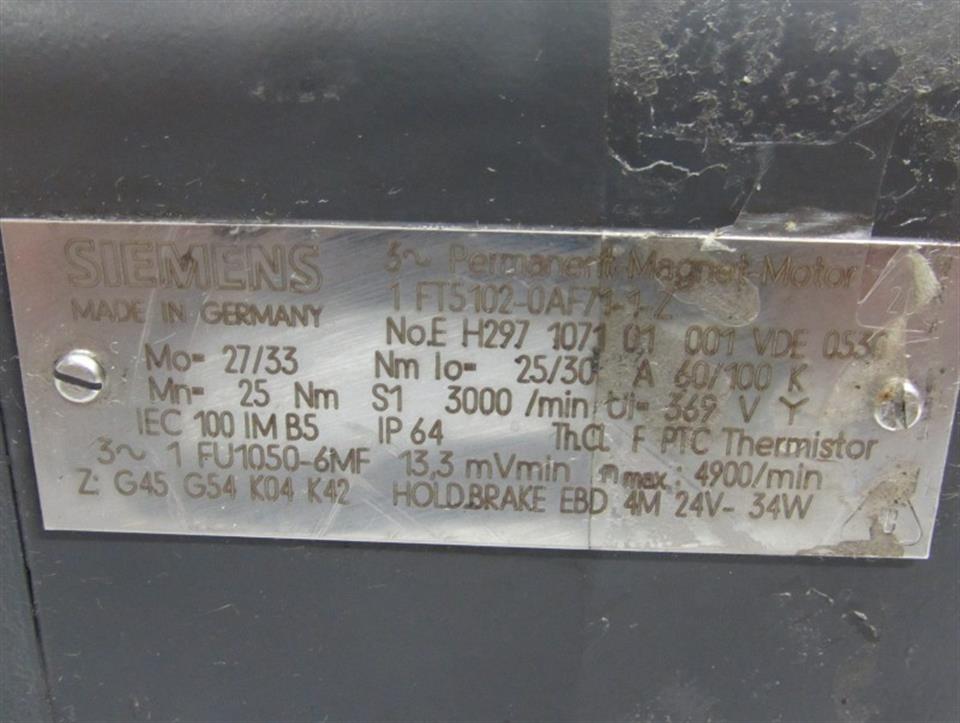 SIEMENS 3~ Permanent-Magnet-Motor
MADE IN GERMANY 1 FT5102-0AF71-1-Z
No.E H297 1071 01 001 VDE 0530
Mo= 27/33 Nm Io= 25/30 A 60/100 K
Mn= 25 Nm S1 3000 /min Ui= 369 V Y
IEC 100 IM B5 IP 64 Th.Cl. F PTC Thermistor
3~ 1 FU1050-6MF 13,3 mVmin nmax.: 4900/min
Z: G45 G54 K04 K42 HOLD.BRAKE EBD 4M 24V- 34W